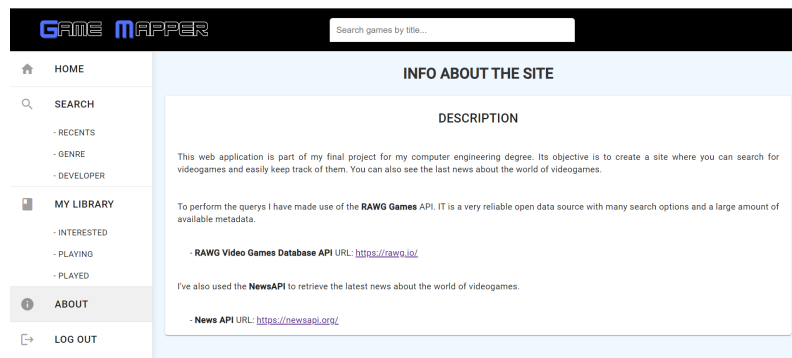 GAME MAPPER
Search games by title...
HOME
SEARCH
- RECENTS
- GENRE
- DEVELOPER
MY LIBRARY
- INTERESTED
- PLAYING
- PLAYED
ABOUT
LOG OUT
INFO ABOUT THE SITE
DESCRIPTION
This web application is part of my final project for my computer engineering degree. Its objective is to create a site where you can search for
videogames and easily keep track of them. You can also see the last news about the world of videogames.
To perform the querys I have made use of the RAWG Games API. IT is a very reliable open data source with many search options and a large amount of
available metadata.
- RAWG Video Games Database API URL: https://rawg.io/
I've also used the NewsAPI to retrieve the latest news about the world of videogames.
- News API URL: https://newsapi.org/